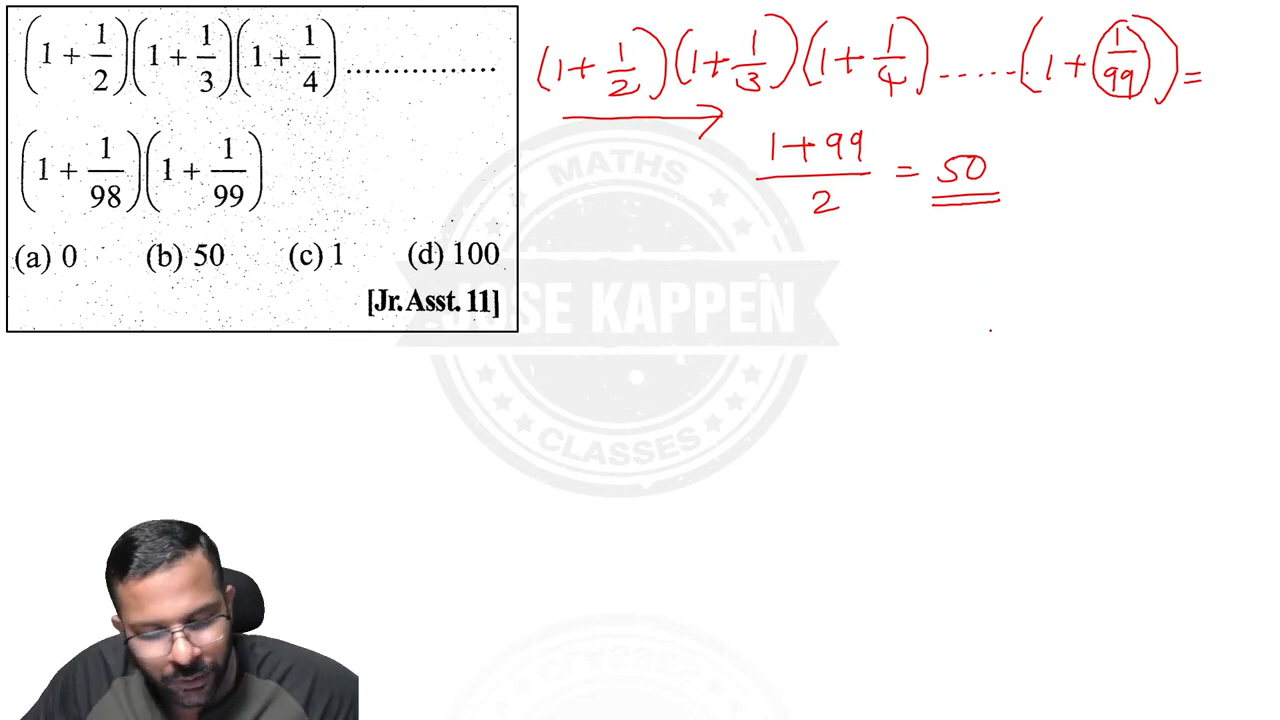 (1 + 1/2)(1 + 1/3)(1 + 1/4)..................
(1 + 1/98)(1 + 1/99)
(a) 0 (b) 50 (c) 1 (d) 100
[Jr. Asst. 11]
(1 + 1/2)(1 + 1/3)(1 + 1/4)......(1 + 1/99) =
(1 + 99)/2 = 50
MATHS
JOSE KAPPEN
CLASSES
CLASSES